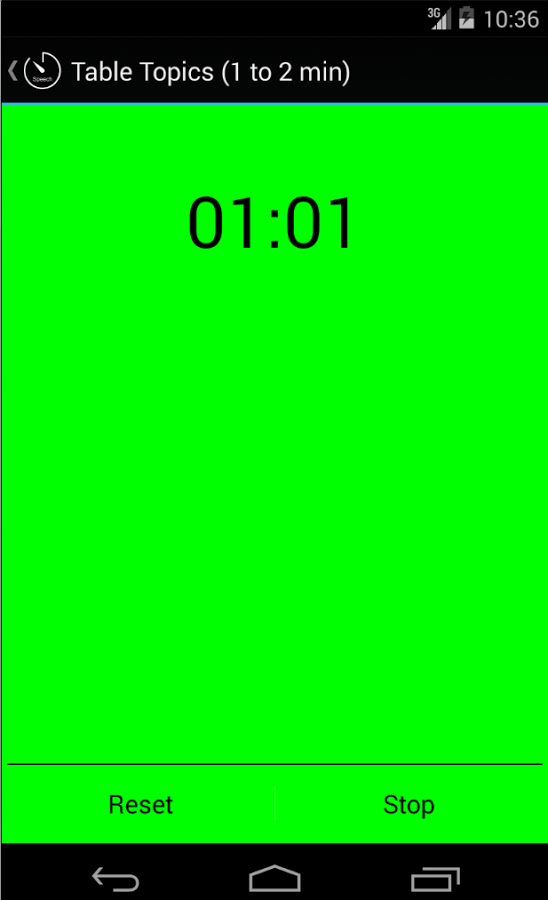 3G 10:36
Speech
Table Topics (1 to 2 min)
01:01
Reset Stop